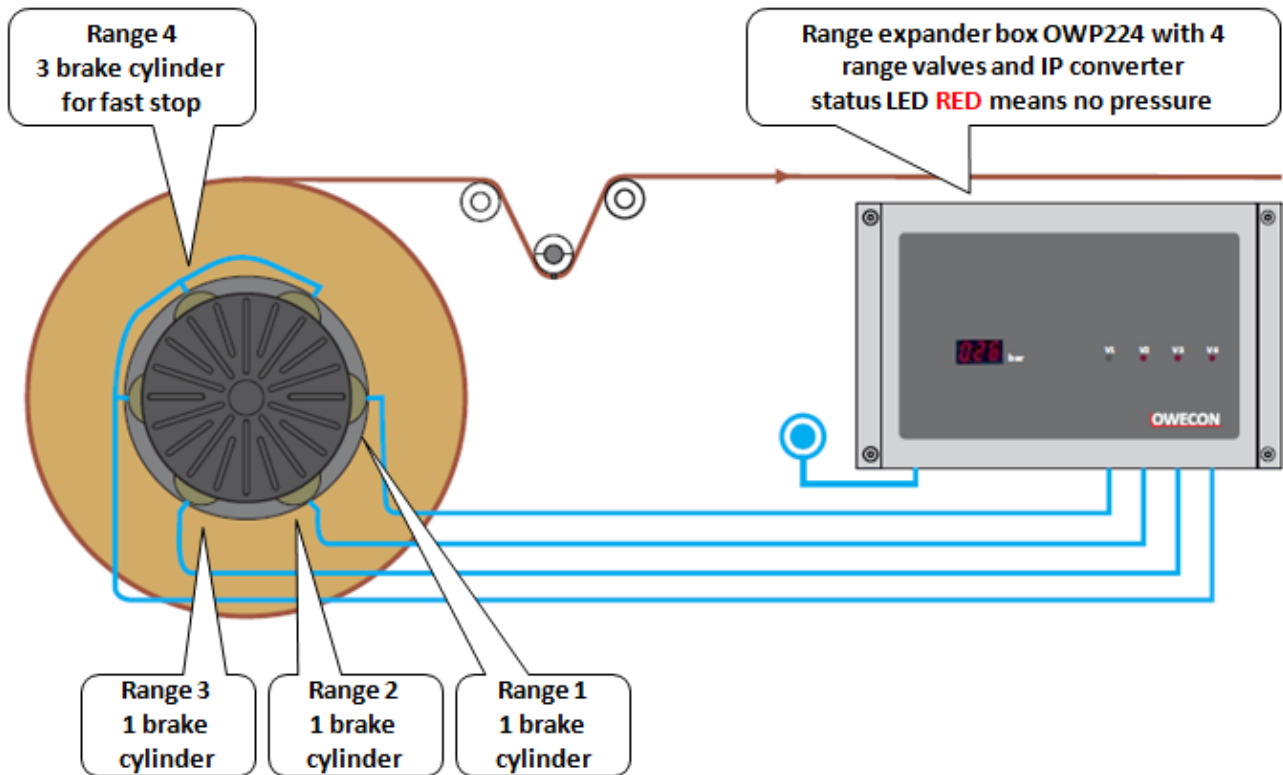 Range 4
3 brake cylinder
for fast stop
Range expander box OWP224 with 4
range valves and IP converter
status LED RED means no pressure
0.26 bar
V1 V2 V3 V4
OWECON
Range 3
1 brake
cylinder
Range 2
1 brake
cylinder
Range 1
1 brake
cylinder